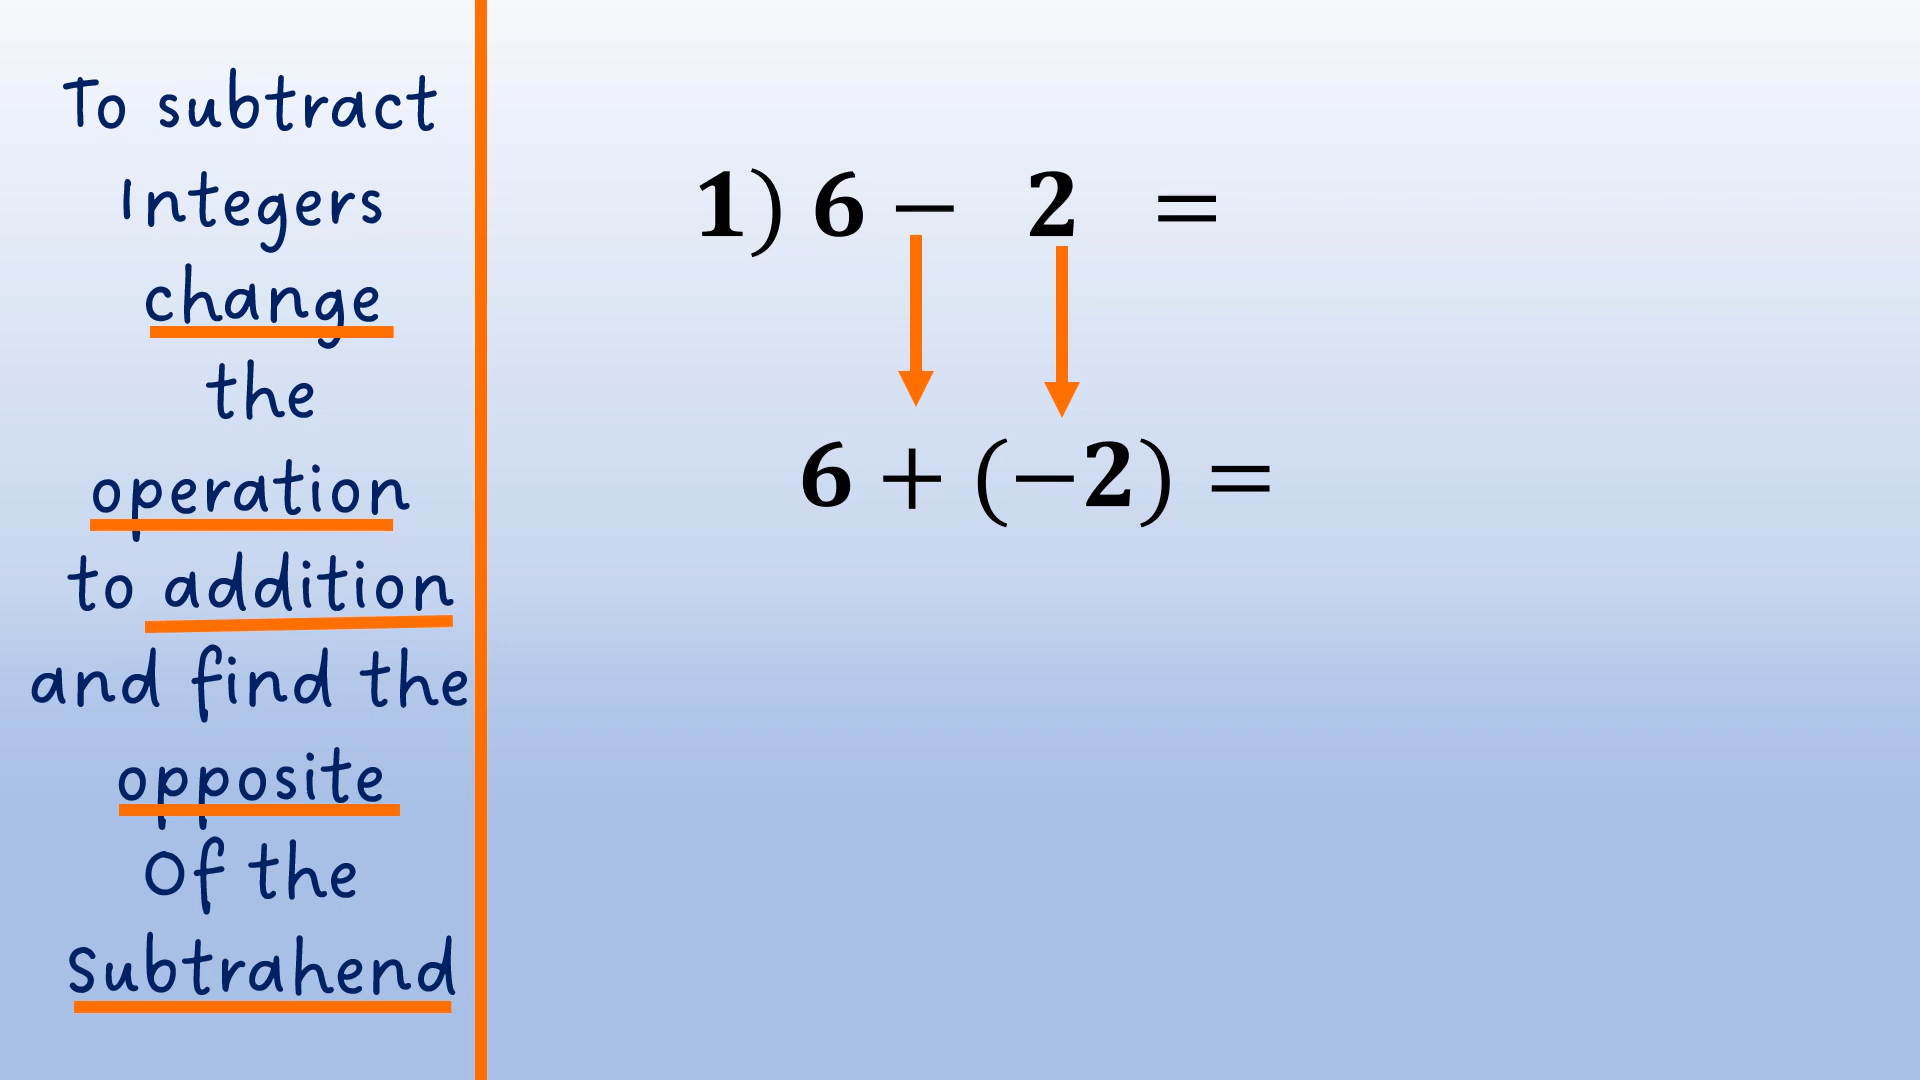 To subtract
Integers
change
the
operation
to addition
and find the
opposite
Of the
Subtrahend
1) 6 − 2 =
6 + (−2) =